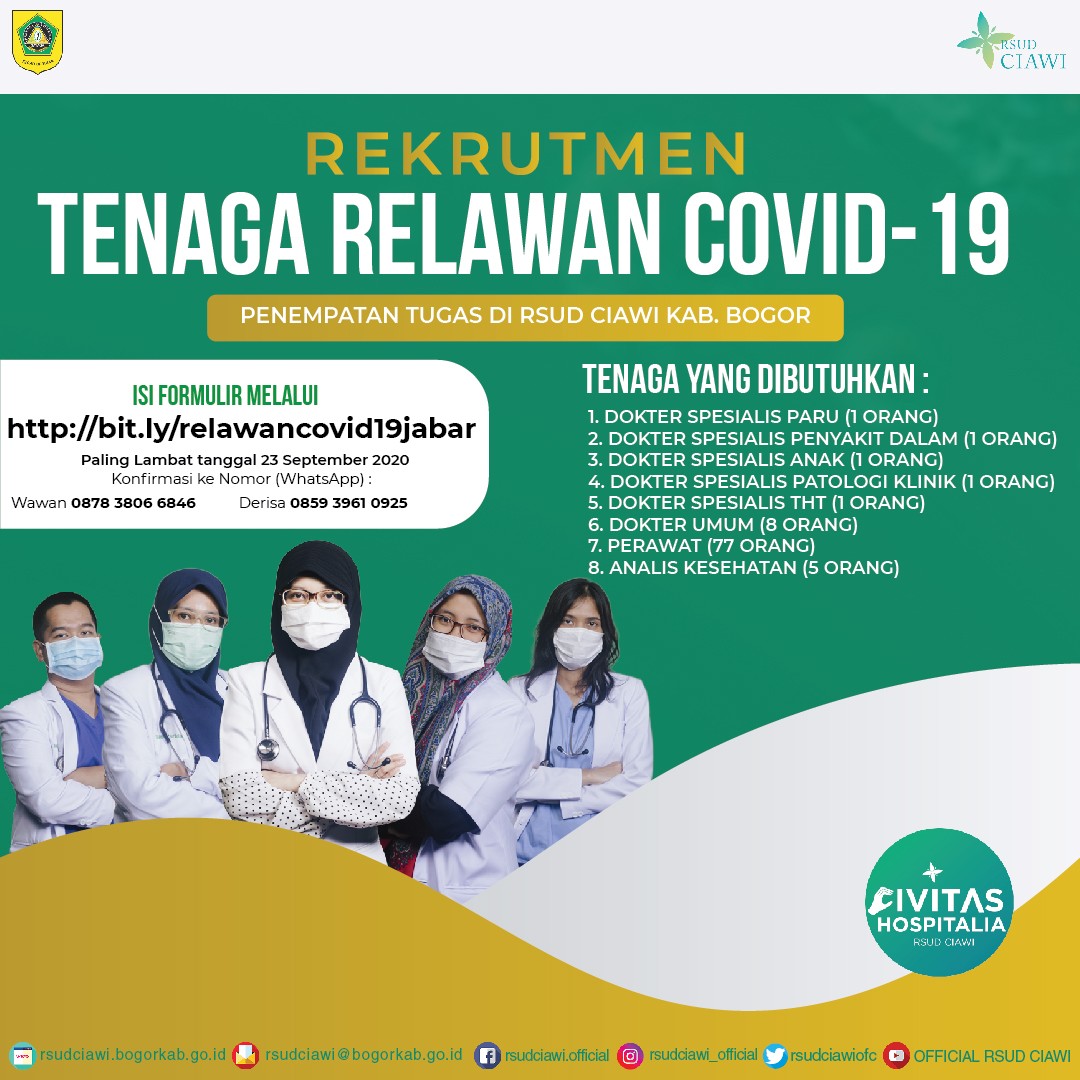 RSUD
CIAWI
REKRUTMEN
TENAGA RELAWAN COVID-19
PENEMPATAN TUGAS DI RSUD CIAWI KAB. BOGOR
ISI FORMULIR MELALUI
http://bit.ly/relawancovid19jabar
Paling Lambat tanggal 23 September 2020
Konfirmasi ke Nomor (WhatsApp) :
Wawan 0878 3806 6846 Derisa 0859 3961 0925
TENAGA YANG DIBUTUHKAN :
1. DOKTER SPESIALIS PARU (1 ORANG)
2. DOKTER SPESIALIS PENYAKIT DALAM (1 ORANG)
3. DOKTER SPESIALIS ANAK (1 ORANG)
4. DOKTER SPESIALIS PATOLOGI KLINIK (1 ORANG)
5. DOKTER SPESIALIS THT (1 ORANG)
6. DOKTER UMUM (8 ORANG)
7. PERAWAT (77 ORANG)
8. ANALIS KESEHATAN (5 ORANG)
CIVITAS
HOSPITALIA
RSUD CIAWI
rsudciawi.bogorkab.go.id rsudciawi@bogorkab.go.id rsudciawi.official rsudciawi_official rsudciawiofc OFFICIAL RSUD CIAWI